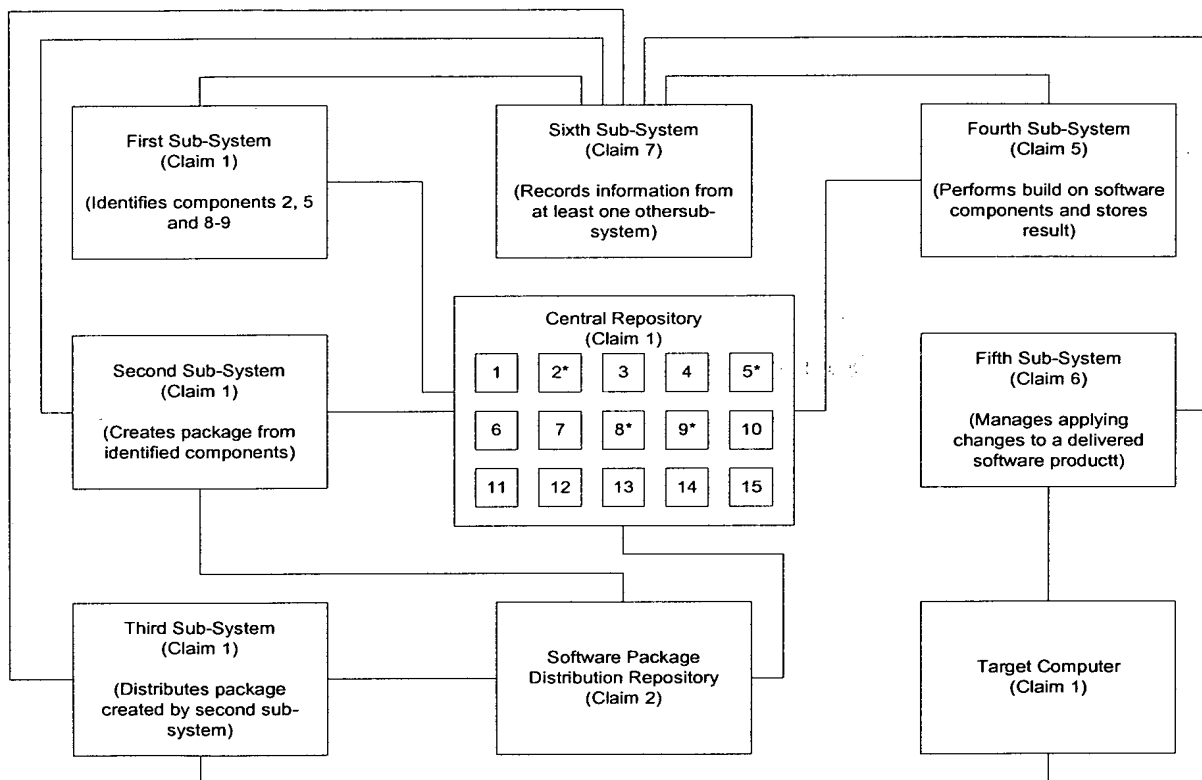 First Sub-System
(Claim 1)
(Identifies components 2, 5
and 8-9)
Sixth Sub-System
(Claim 7)
(Records information from
at least one othersub-
system)
Fourth Sub-System
(Claim 5)
(Performs build on software
components and stores
result)
Second Sub-System
(Claim 1)
(Creates package from
identified components)
Central Repository
(Claim 1)
1 2* 3 4 5*
6 7 8* 9* 10
11 12 13 14 15
Fifth Sub-System
(Claim 6)
(Manages applying
changes to a delivered
software productt)
Third Sub-System
(Claim 1)
(Distributes package
created by second sub-
system)
Software Package
Distribution Repository
(Claim 2)
Target Computer
(Claim 1)